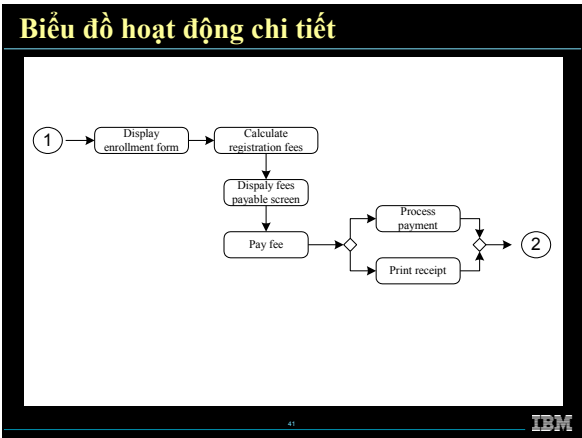 Biểu đồ hoạt động chi tiết
1
Display
enrollment form
Calculate
registration fees
Dispaly fees
payable screen
Pay fee
Process
payment
Print receipt
2
41
IBM